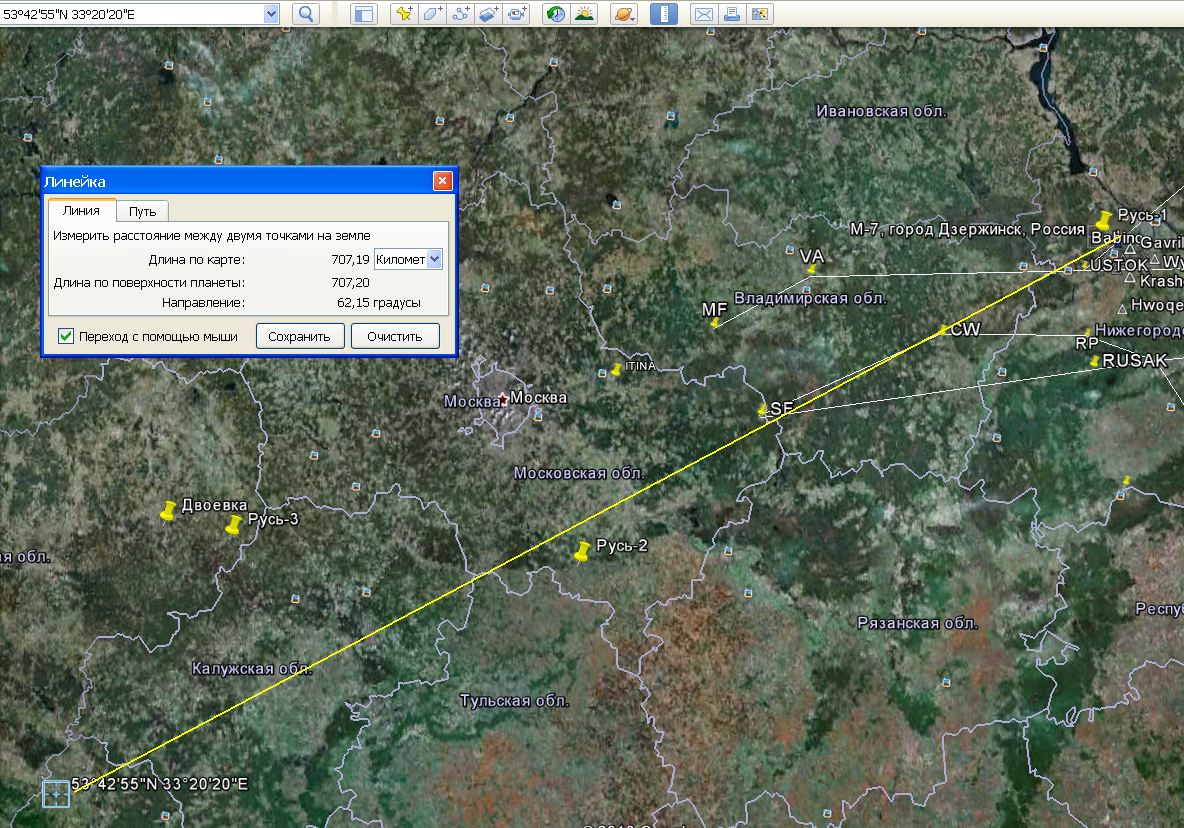 53°42'55"N 33°20'20"E
Ивановская обл.
Линейка
Линия
Путь
Измерить расстояние между двумя точками на земле
Длина по карте: 707,19 Километ
Длина по поверхности планеты: 707,20
Направление: 62,15 градусы
Переход с помощью мыши
Сохранить
Очистить
Русь-1
М-7, город Дзержинск, Россия
Babino
Gavril
VA
USTOK
Wy
Krash
Владимирская обл.
MF
Hwoqe
CW
Нижегород
RP
RUSAK
ITINA
Москва
Москва
SF
Московская обл.
Двоевка
Русь-3
Русь-2
я обл.
Респу
Рязанская обл.
Калужская обл.
Тульская обл.
53°42'55"N 33°20'20"E